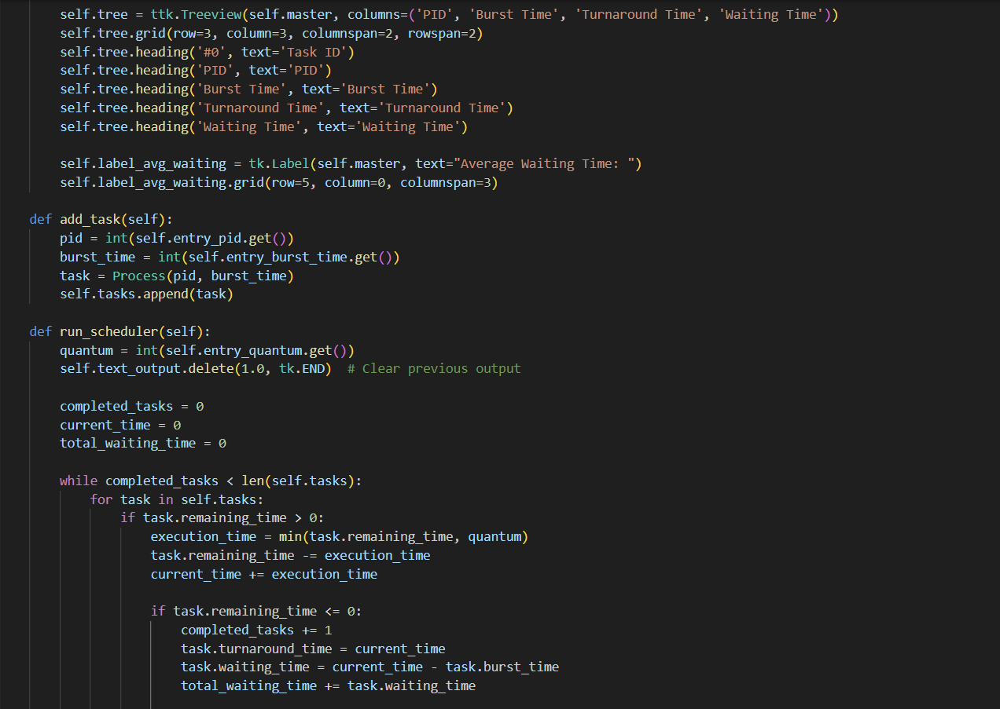 self.tree = ttk.Treeview(self.master, columns=('PID', 'Burst Time', 'Turnaround Time', 'Waiting Time'))
self.tree.grid(row=3, column=3, columnspan=2, rowspan=2)
self.tree.heading('#0', text='Task ID')
self.tree.heading('PID', text='PID')
self.tree.heading('Burst Time', text='Burst Time')
self.tree.heading('Turnaround Time', text='Turnaround Time')
self.tree.heading('Waiting Time', text='Waiting Time')
self.label_avg_waiting = tk.Label(self.master, text="Average Waiting Time: ")
self.label_avg_waiting.grid(row=5, column=0, columnspan=3)
def add_task(self):
pid = int(self.entry_pid.get())
burst_time = int(self.entry_burst_time.get())
task = Process(pid, burst_time)
self.tasks.append(task)
def run_scheduler(self):
quantum = int(self.entry_quantum.get())
self.text_output.delete(1.0, tk.END)  # Clear previous output
completed_tasks = 0
current_time = 0
total_waiting_time = 0
while completed_tasks < len(self.tasks):
for task in self.tasks:
if task.remaining_time > 0:
execution_time = min(task.remaining_time, quantum)
task.remaining_time -= execution_time
current_time += execution_time
if task.remaining_time <= 0:
completed_tasks += 1
task.turnaround_time = current_time
task.waiting_time = current_time - task.burst_time
total_waiting_time += task.waiting_time